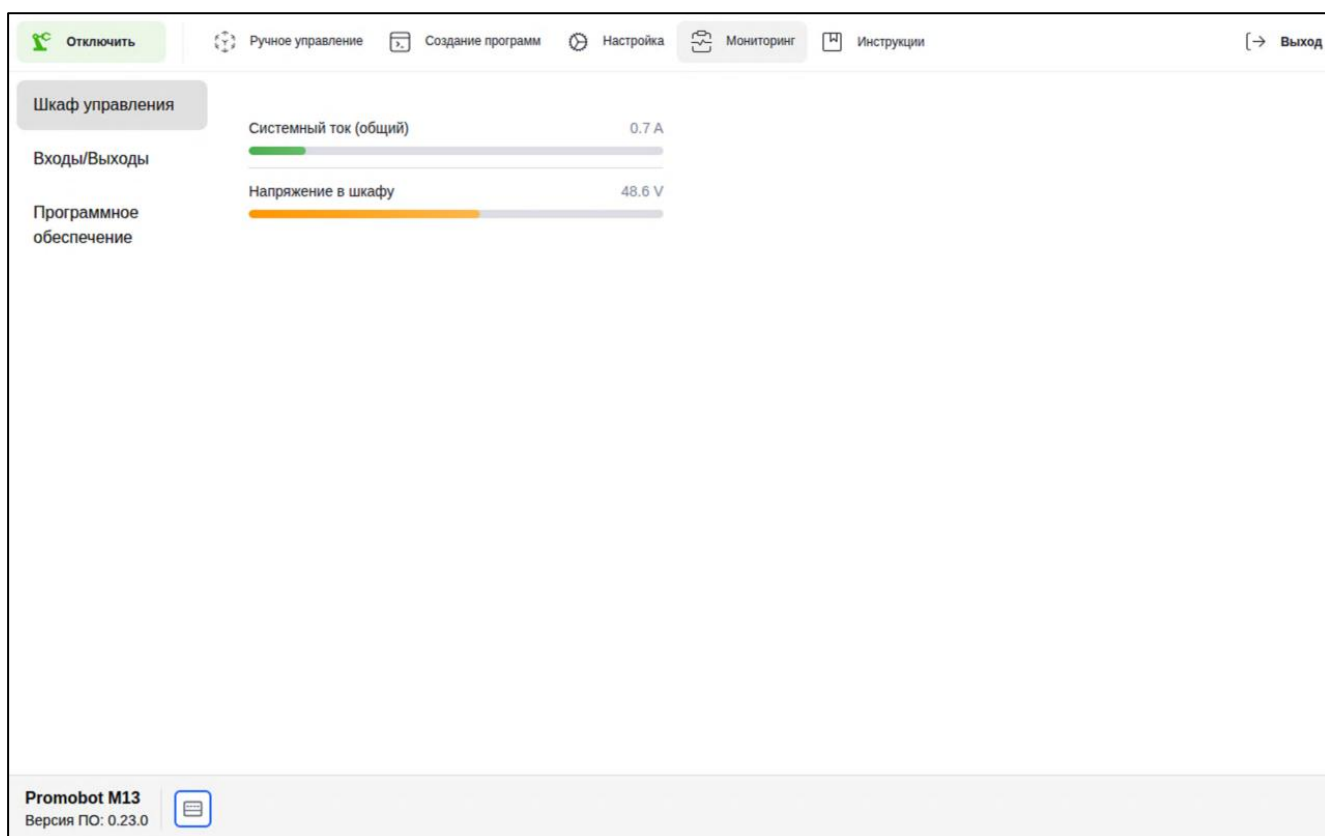 Отключить
Ручное управление
Создание программ
Настройка
Мониторинг
Инструкции
Выход
Шкаф управления
Входы/Выходы
Программное
обеспечение
Системный ток (общий) 0.7 A
Напряжение в шкафу 48.6 V
Promobot M13
Версия ПО: 0.23.0